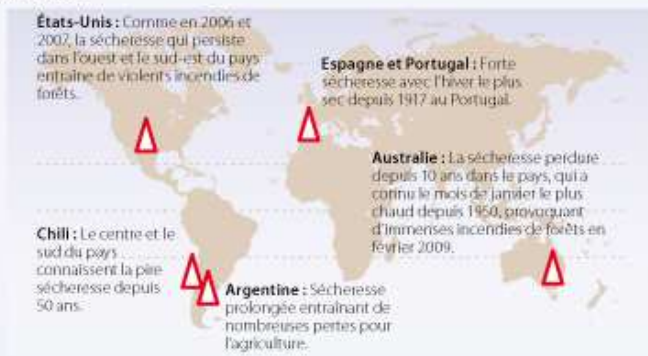 États-Unis : Comme en 2006 et
2007, la sécheresse qui persiste
dans l'ouest et le sud-est du pays
entraîne de violents incendies de
forêts.
Espagne et Portugal : Forte
sécheresse avec l'hiver le plus
sec depuis 1917 au Portugal.
Australie : La sécheresse perdure
depuis 10 ans dans le pays, qui a
connu le mois de janvier le plus
chaud depuis 1950, provoquant
d'immenses incendies de forêts en
février 2009.
Chili : Le centre et le
sud du pays
connaissent la pire
sécheresse depuis
50 ans.
Argentine : Sécheresse
prolongée entraînant de
nombreuses pertes pour
l'agriculture.